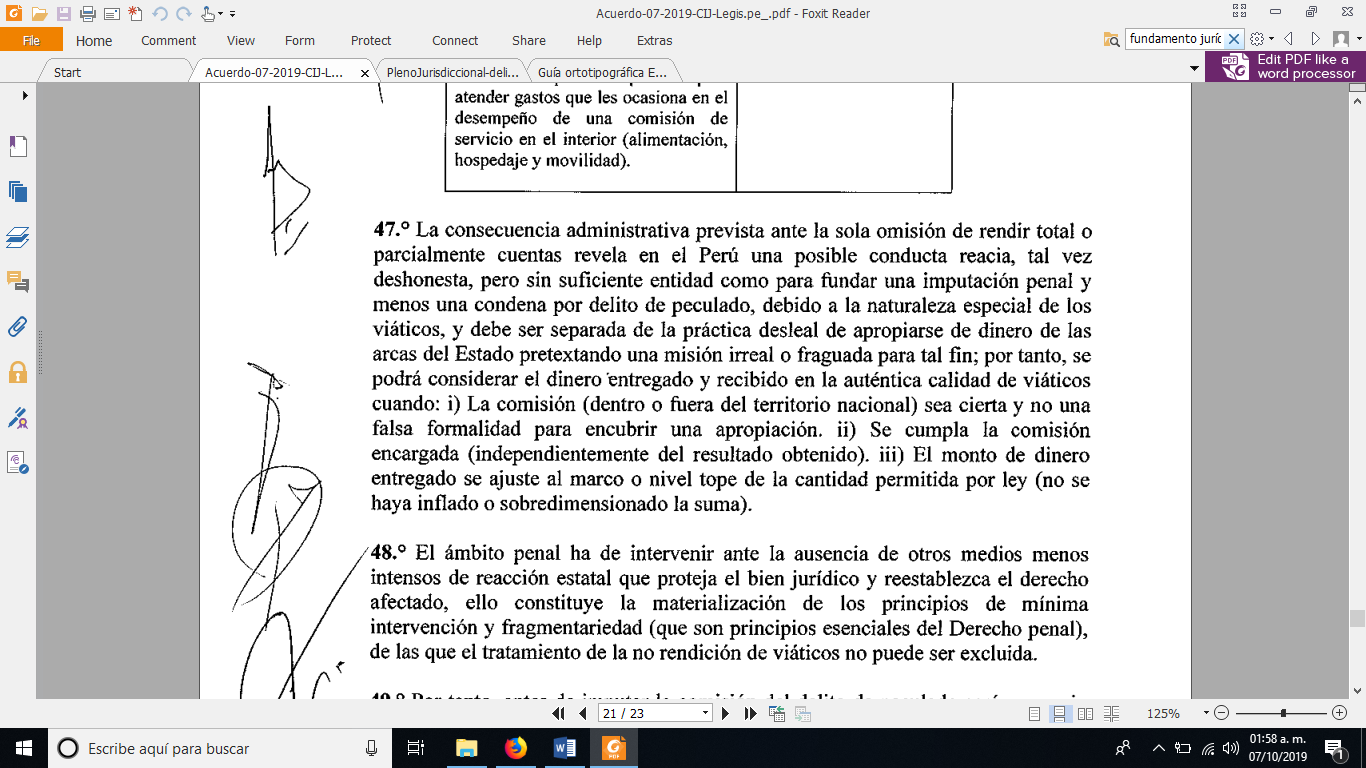 Acuerdo-07-2019-CIJ-Legis.pe_.pdf - Foxit Reader
File Home Comment View Form Protect Connect Share Help Extras
fundamento juríc
Start Acuerdo-07-2019-CIJ-L... PlenoJurisdiccional-deli... Guía ortotipográfica E...
Edit PDF like a
word processor
atender gastos que les ocasiona en el
desempeño de una comisión de
servicio en el interior (alimentación,
hospedaje y movilidad).
47.° La consecuencia administrativa prevista ante la sola omisión de rendir total o
parcialmente cuentas revela en el Perú una posible conducta reacia, tal vez
deshonesta, pero sin suficiente entidad como para fundar una imputación penal y
menos una condena por delito de peculado, debido a la naturaleza especial de los
viáticos, y debe ser separada de la práctica desleal de apropiarse de dinero de las
arcas del Estado pretextando una misión irreal o fraguada para tal fin; por tanto, se
podrá considerar el dinero entregado y recibido en la auténtica calidad de viáticos
cuando: i) La comisión (dentro o fuera del territorio nacional) sea cierta y no una
falsa formalidad para encubrir una apropiación. ii) Se cumpla la comisión
encargada (independientemente del resultado obtenido). iii) El monto de dinero
entregado se ajuste al marco o nivel tope de la cantidad permitida por ley (no se
haya inflado o sobredimensionado la suma).
48.° El ámbito penal ha de intervenir ante la ausencia de otros medios menos
intensos de reacción estatal que proteja el bien jurídico y reestablezca el derecho
afectado, ello constituye la materialización de los principios de mínima
intervención y fragmentariedad (que son principios esenciales del Derecho penal),
de las que el tratamiento de la no rendición de viáticos no puede ser excluida.
21 / 23
125%
Escribe aquí para buscar
01:58 a. m.
07/10/2019